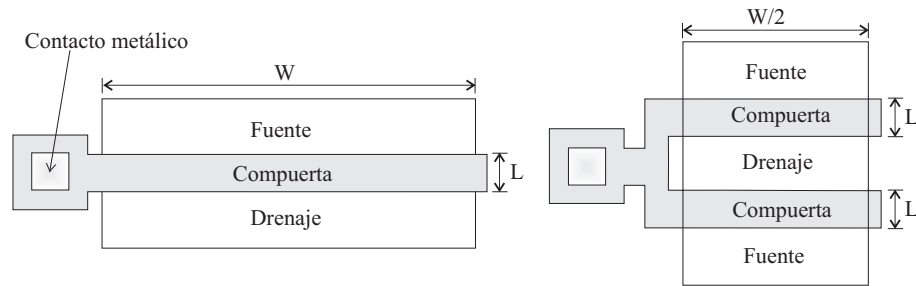 Contacto metálico
W
Fuente
Compuerta
L
Drenaje
W/2
Fuente
Compuerta
L
Drenaje
Compuerta
L
Fuente